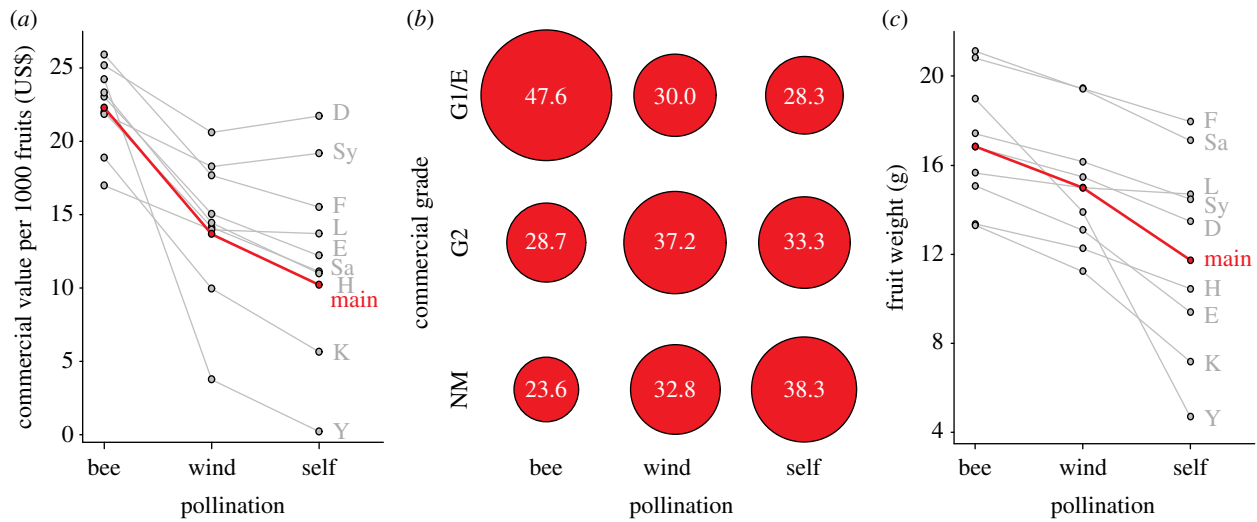 (a)
commercial value per 1000 fruits (US$)
25
20
15
10
5
0
D
Sy
F
L
E
Sa
H
main
K
Y
bee wind self
pollination
(b)
commercial grade
G1/E
47.6 30.0 28.3
G2
28.7 37.2 33.3
NM
23.6 32.8 38.3
bee wind self
pollination
(c)
fruit weight (g)
20
16
12
8
4
F
Sa
L
Sy
D
main
H
E
K
Y
bee wind self
pollination